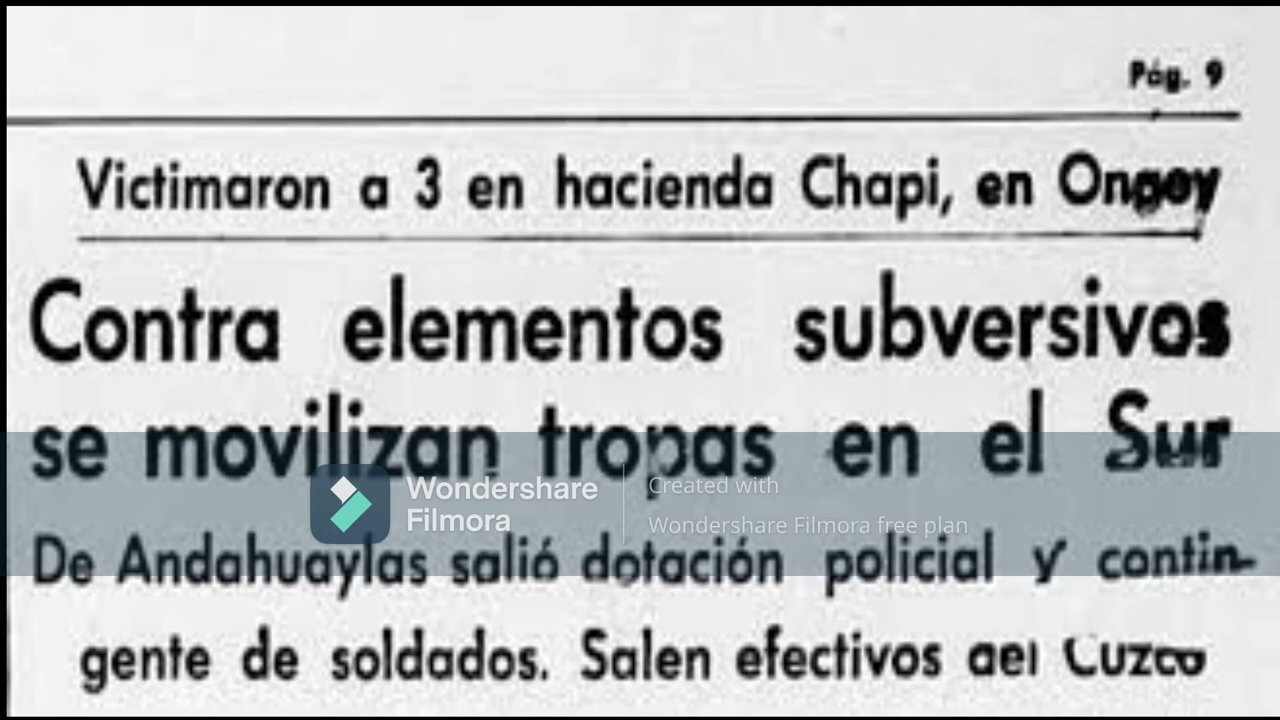 Pág. 9
Victimaron a 3 en hacienda Chapi, en Ongoy
Contra elementos subversivos
se movilizan tropas en el Sur
Wondershare
Filmora
Created with
Wondershare Filmora free plan
De Andahuaylas salió dotación policial y contin-
gente de soldados. Salen efectivos del Cuzco